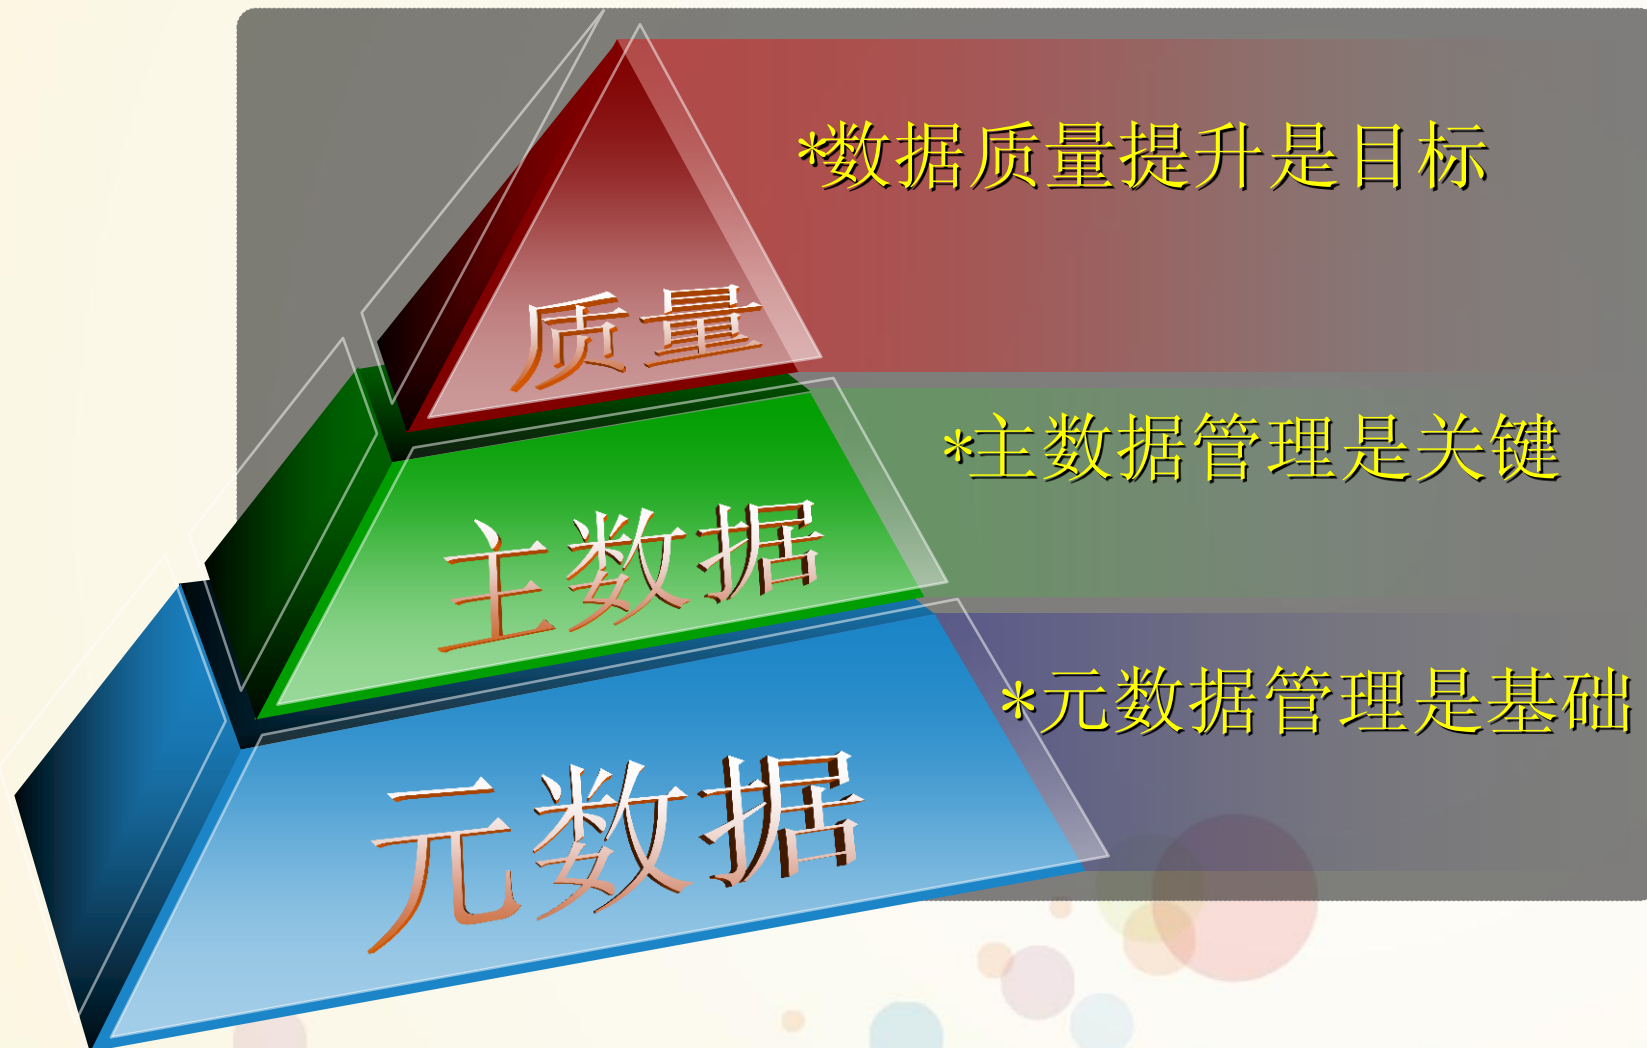 *数据质量提升是目标
质量
*主数据管理是关键
主数据
*元数据管理是基础
元数据